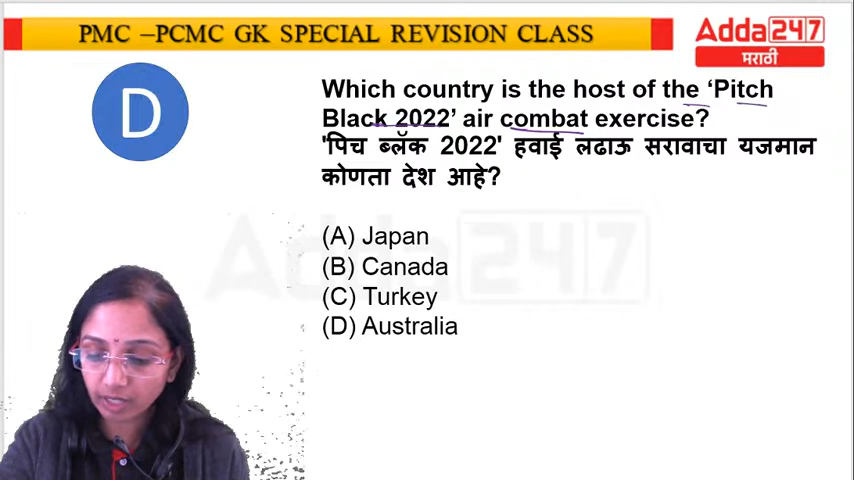 PMC –PCMC GK SPECIAL REVISION CLASS
Adda247
मराठी
D
Which country is the host of the 'Pitch
Black 2022' air combat exercise?
'पिच ब्लॅक 2022' हवाई लढाऊ सरावाचा यजमान
कोणता देश आहे?
Adda247
(A) Japan
(B) Canada
(C) Turkey
(D) Australia